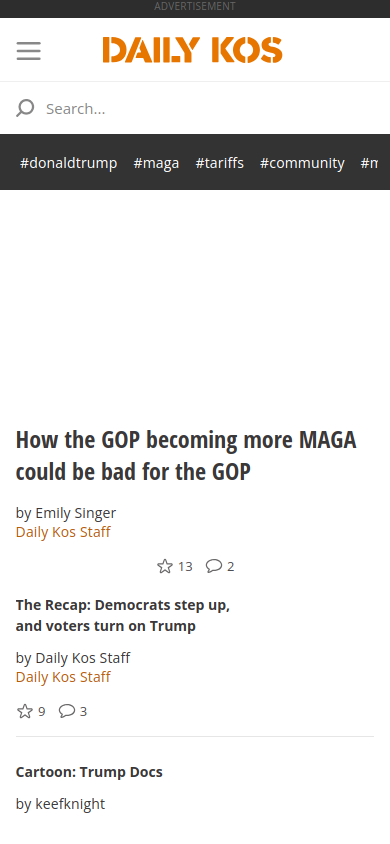 ADVERTISEMENT
DAILY KOS
Search...
#donaldtrump #maga #tariffs #community
How the GOP becoming more MAGA
could be bad for the GOP
by Emily Singer
Daily Kos Staff
13 2
The Recap: Democrats step up,
and voters turn on Trump
by Daily Kos Staff
Daily Kos Staff
9 3
Cartoon: Trump Docs
by keefknight